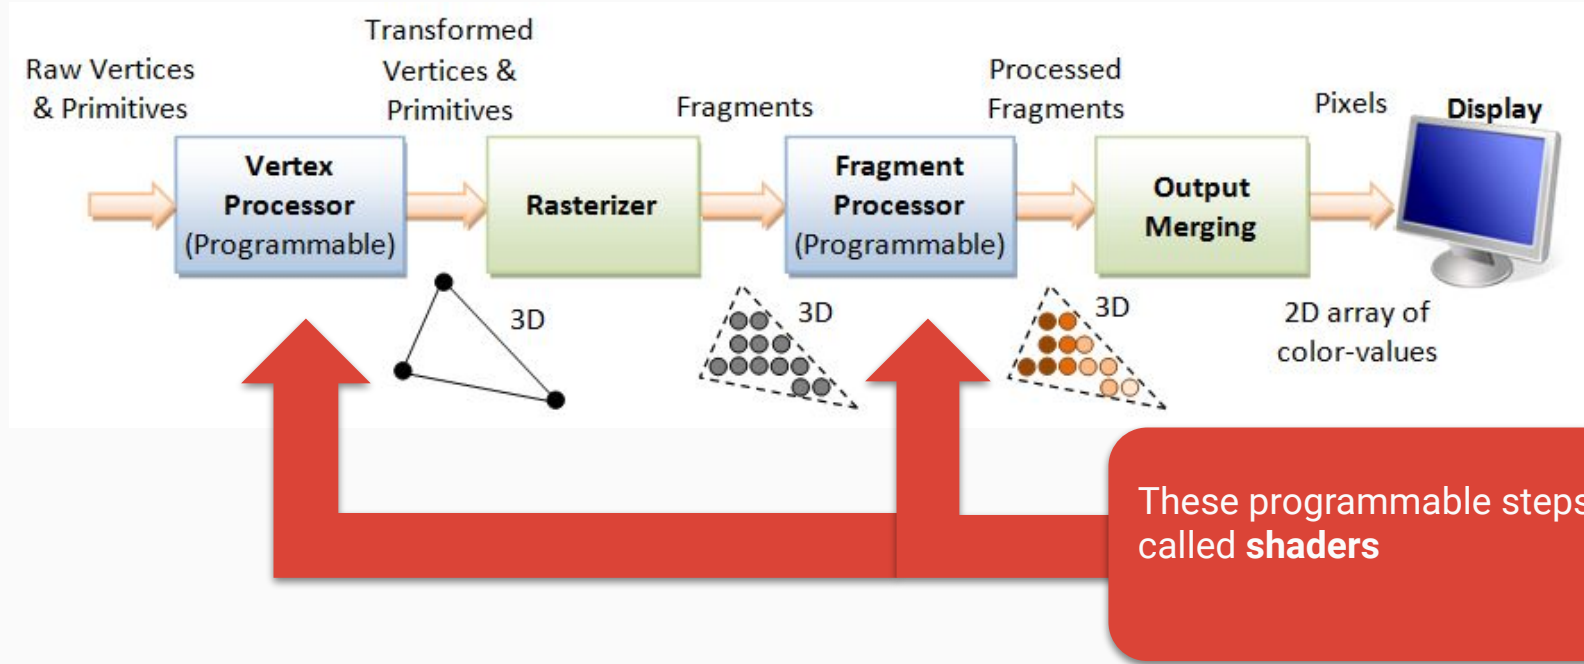 Raw Vertices
& Primitives
Transformed
Vertices &
Primitives
Fragments
Processed
Fragments
Pixels
Display
Vertex
Processor
(Programmable)
Rasterizer
Fragment
Processor
(Programmable)
Output
Merging
3D
3D
3D
2D array of
color-values
These programmable steps
called shaders